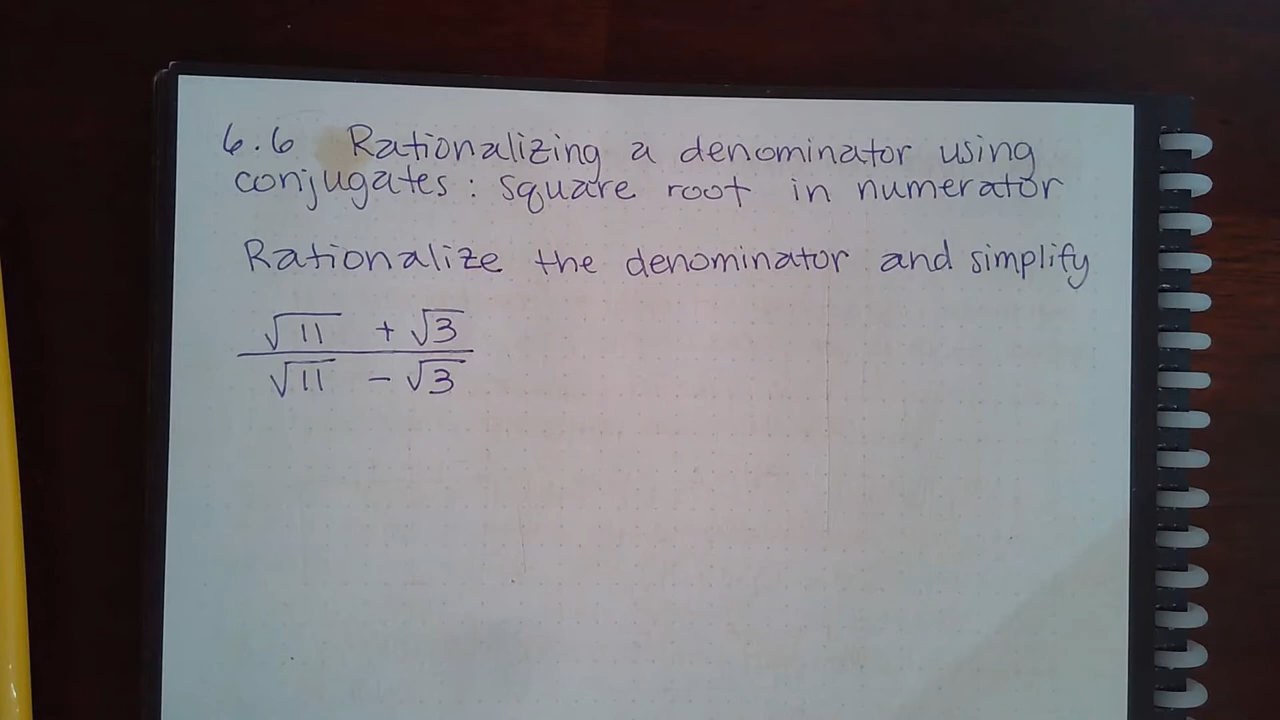 6.6 Rationalizing a denominator using
conjugates: square root in numerator
Rationalize the denominator and simplify
√11 + √3
√11 - √3